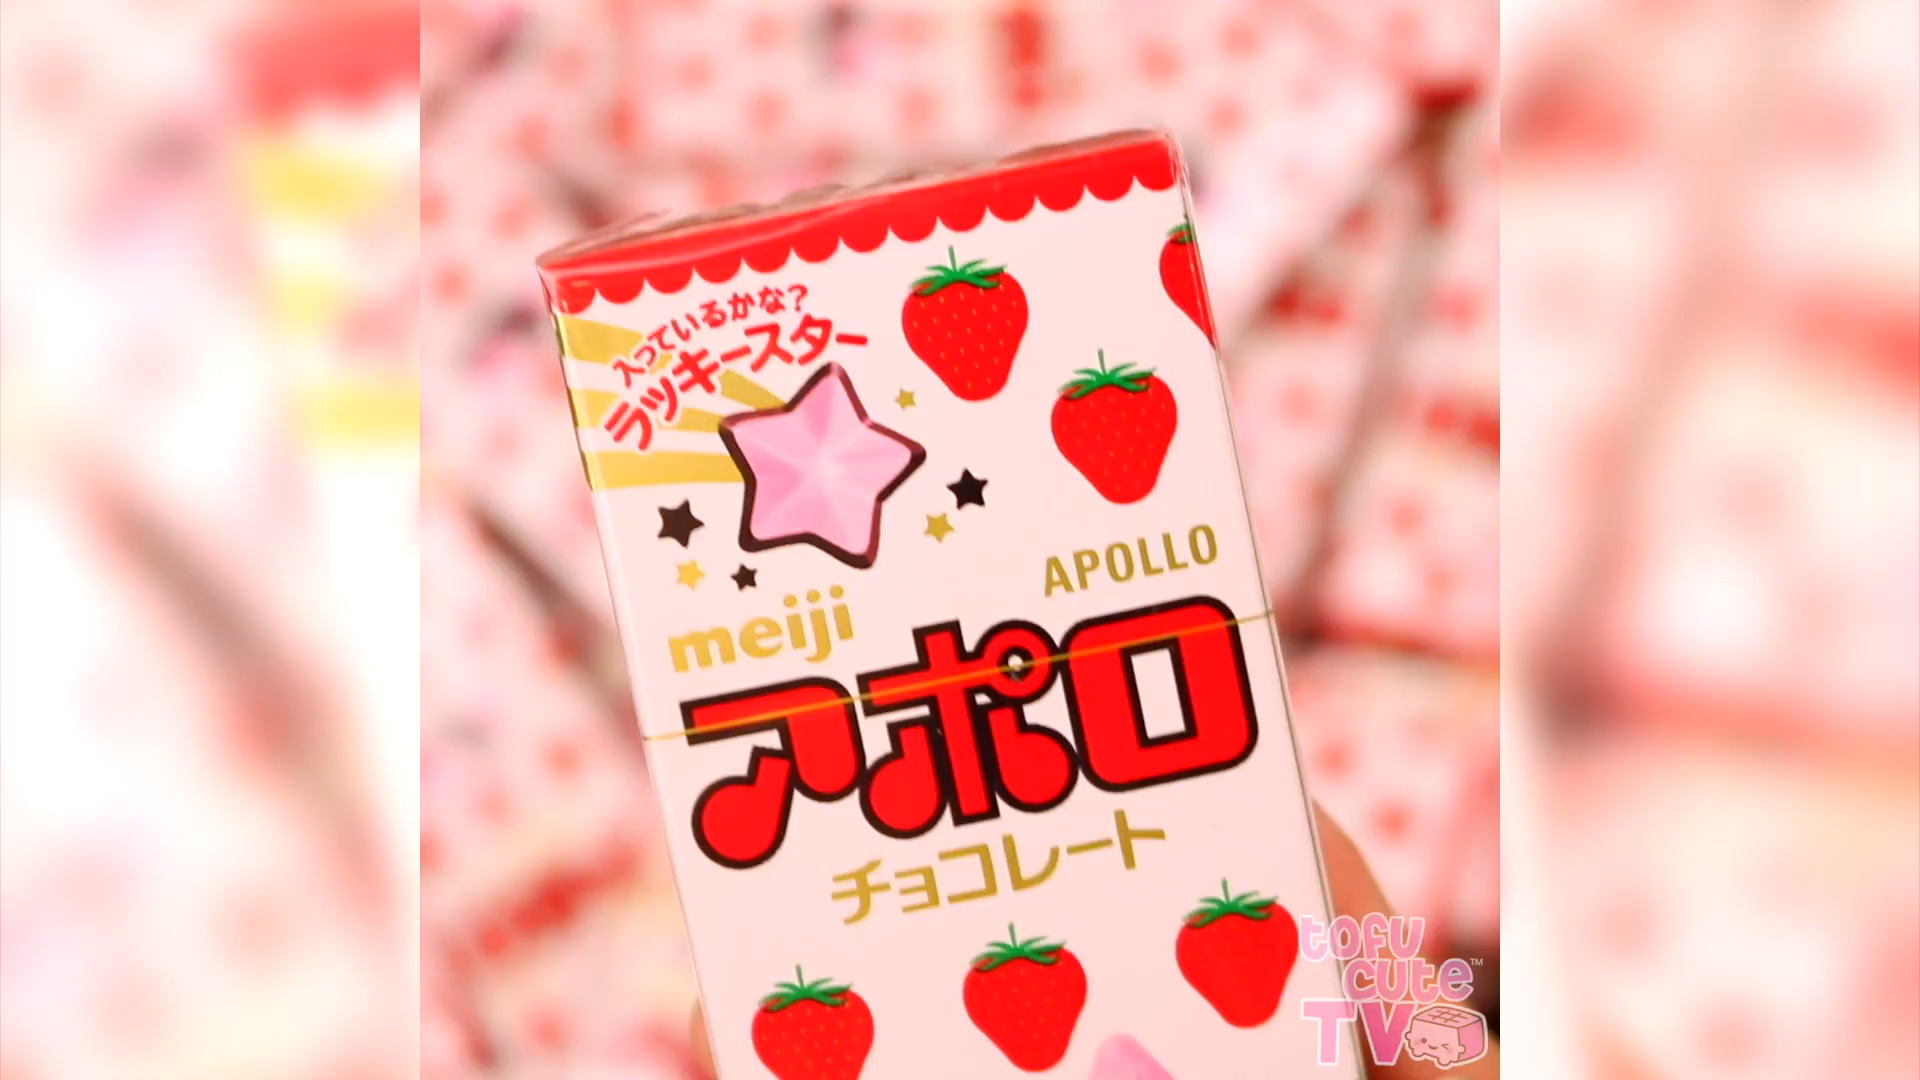 入っているかな?
ラッキースター
APOLLO
meiji
アポロ
チョコレート
tofu
cute™
TV